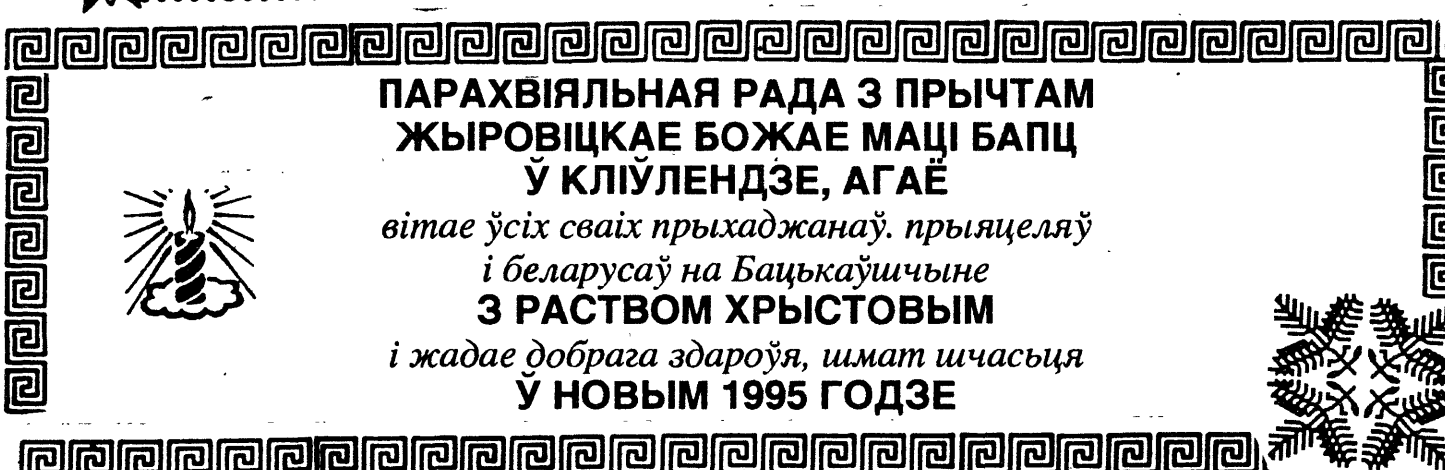 ПАРАХВІЯЛЬНАЯ РАДА З ПРЫЧТАМ
ЖЫРОВІЦКАЕ БОЖАЕ МАЦІ БАПЦ
Ў КЛІЎЛЕНДЗЕ, АГАЁ
вітае ўсіх сваіх прыхаджанаў. прыяцеляў
і беларусаў на Бацькаўшчыне
З РАСТВОМ ХРЫСТОВЫМ
і жадае добрага здароўя, шмат шчасьця
Ў НОВЫМ 1995 ГОДЗЕ